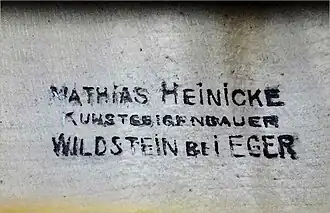 MATHIAS HEINICKE
KUNSTGEIGENBAUER
WILDSTEIN BEI EGER